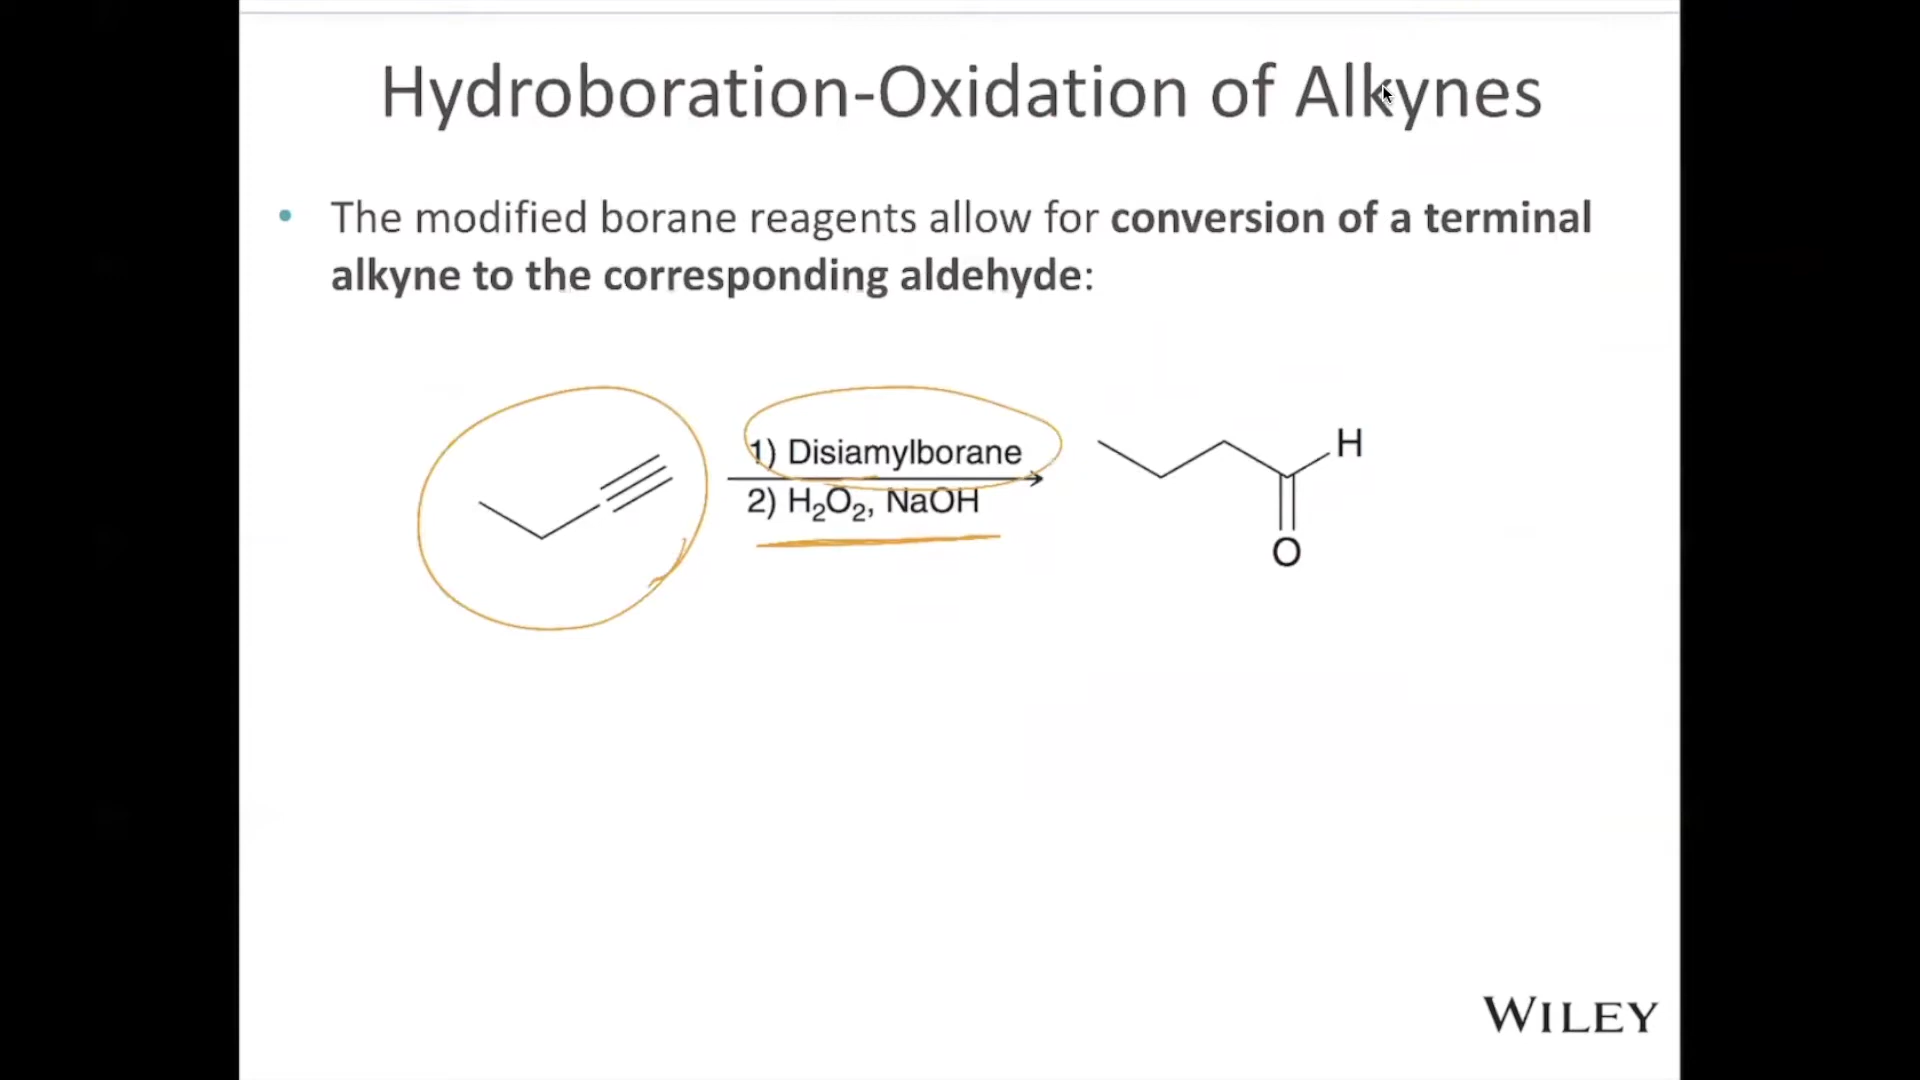 Hydroboration-Oxidation of Alkynes
• The modified borane reagents allow for conversion of a terminal
alkyne to the corresponding aldehyde:
1) Disiamylborane
2) H₂O₂, NaOH
H
O
WILEY